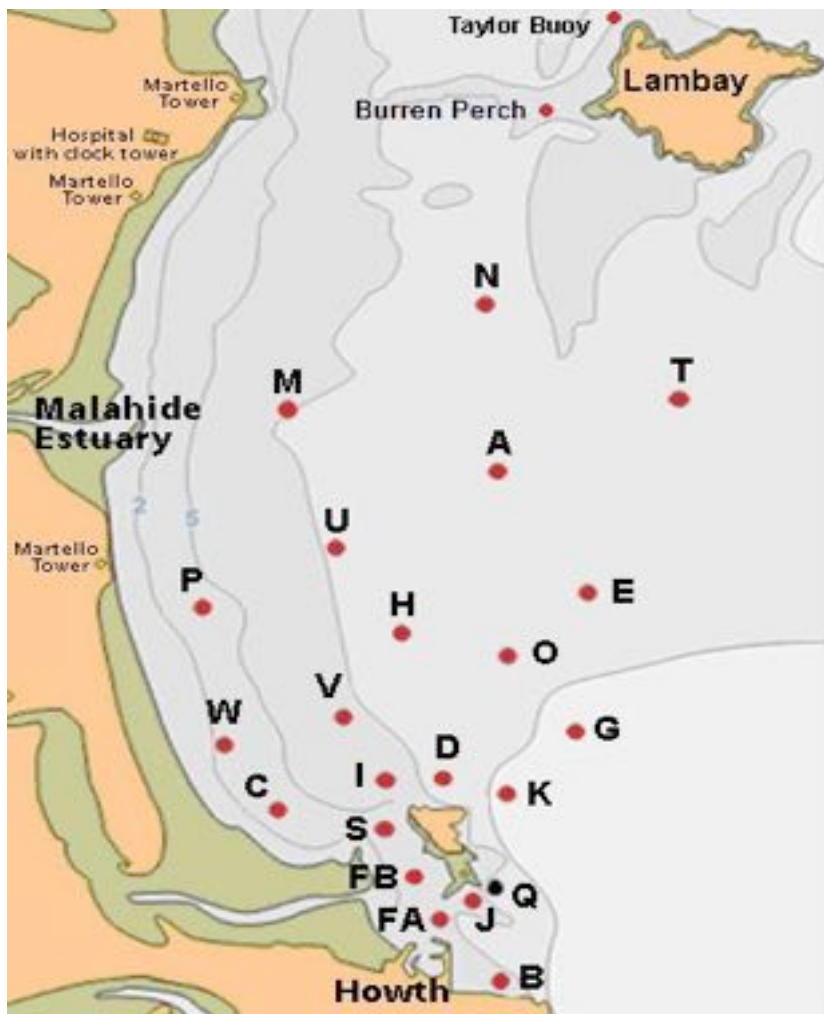 Taylor Buoy
Lambay
Martello
Tower
Burren Perch
Hospital
with clock tower
Martello
Tower
N
T
M
Malahide
Estuary
A
2
5
U
Martello
Tower
P
E
H
O
V
W
G
D
I
C
K
S
FB
Q
FA
J
B
Howth